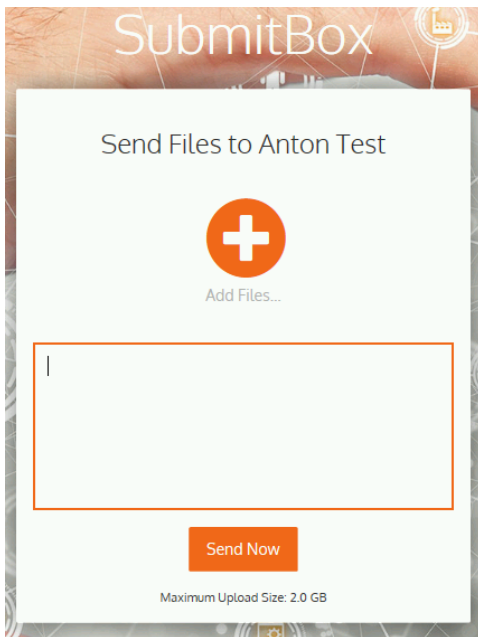 SubmitBox
Send Files to Anton Test
Add Files...
Send Now
Maximum Upload Size: 2.0 GB